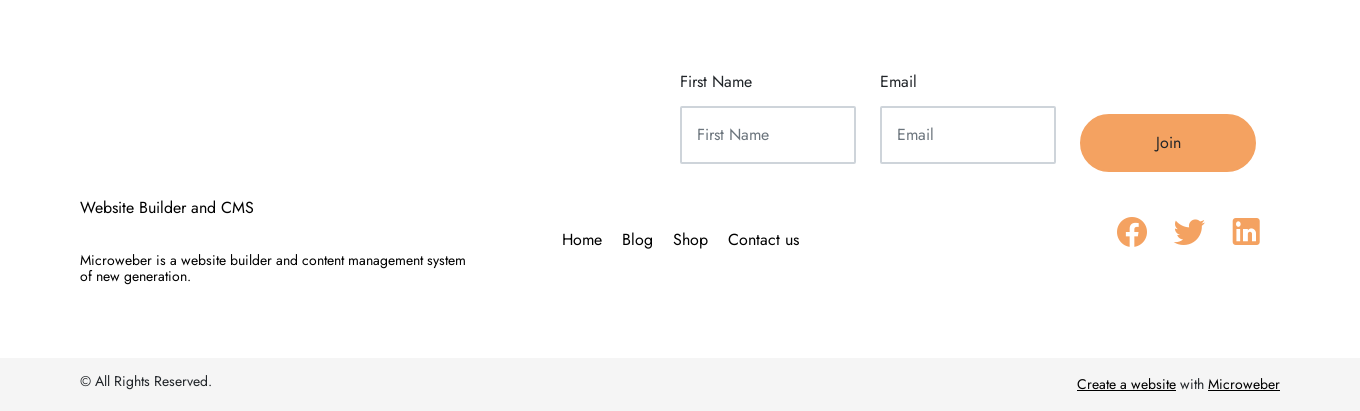 First Name Email
First Name Email Join
Website Builder and CMS
Home Blog Shop Contact us
Microweber is a website builder and content management system
of new generation.
© All Rights Reserved.
Create a website with Microweber